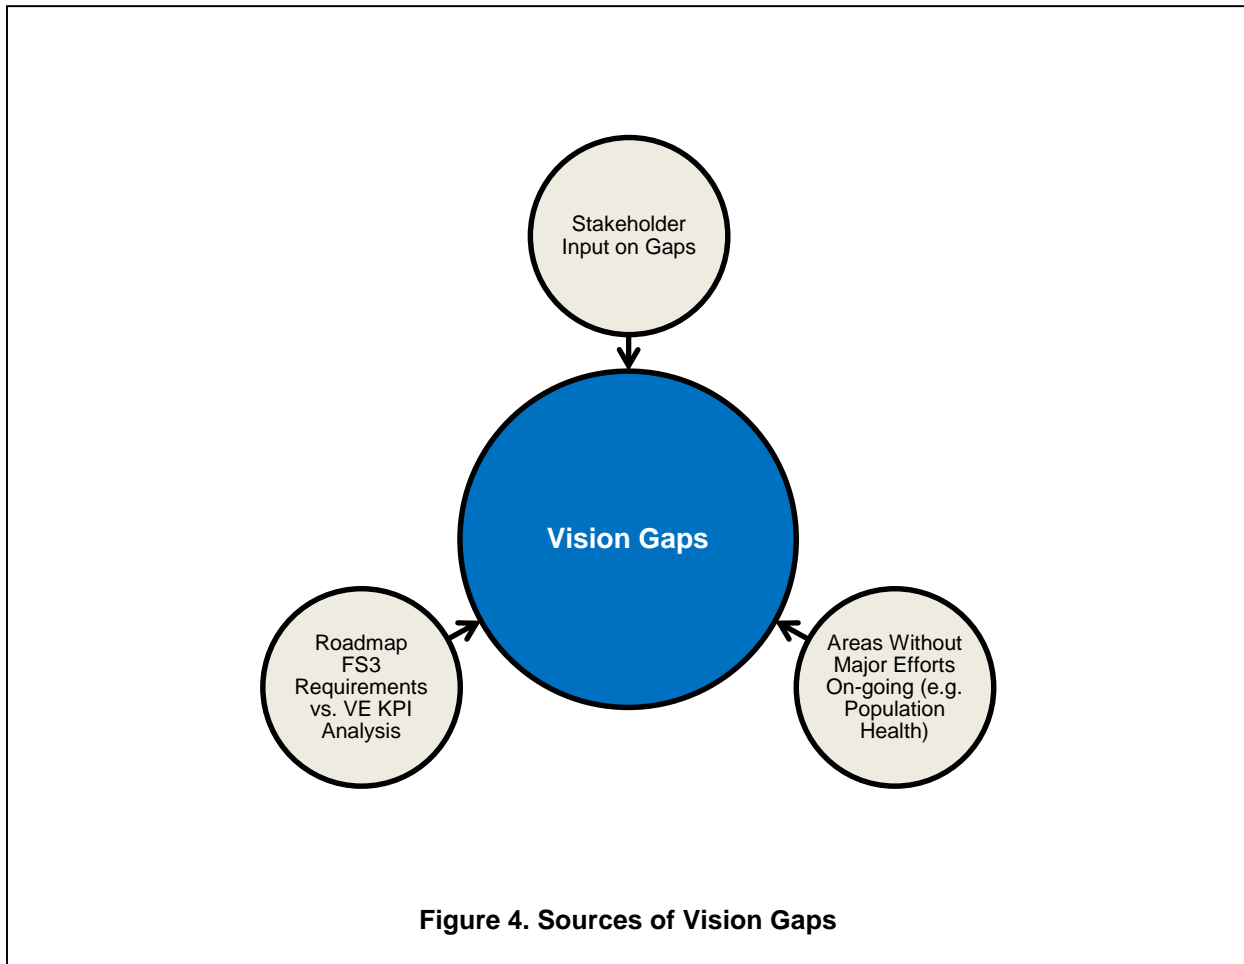 Stakeholder
Input on Gaps
Vision Gaps
Roadmap
FS3
Requirements
vs. VE KPI
Analysis
Areas Without
Major Efforts
On-going (e.g.
Population
Health)
Figure 4. Sources of Vision Gaps